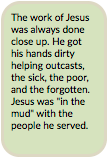 The work of Jesus
was always done
close up. He got
his hands dirty
helping outcasts,
the sick, the poor,
and the forgotten.
Jesus was "in the
mud" with the
people he served.